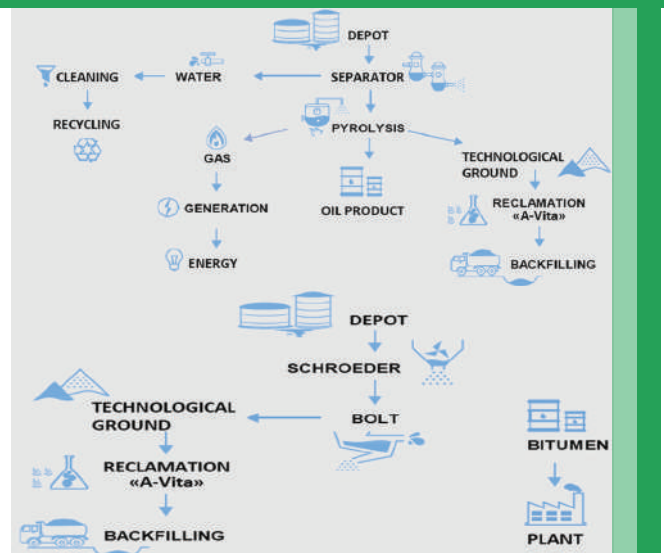 DEPOT
CLEANING
WATER
SEPARATOR
RECYCLING
PYROLYSIS
GAS
TECHNOLOGICAL
GROUND
GENERATION
OIL PRODUCT
RECLAMATION
«A-Vita»
ENERGY
BACKFILLING
DEPOT
SCHROEDER
TECHNOLOGICAL
GROUND
BOLT
BITUMEN
RECLAMATION
«A-Vita»
BACKFILLING
PLANT